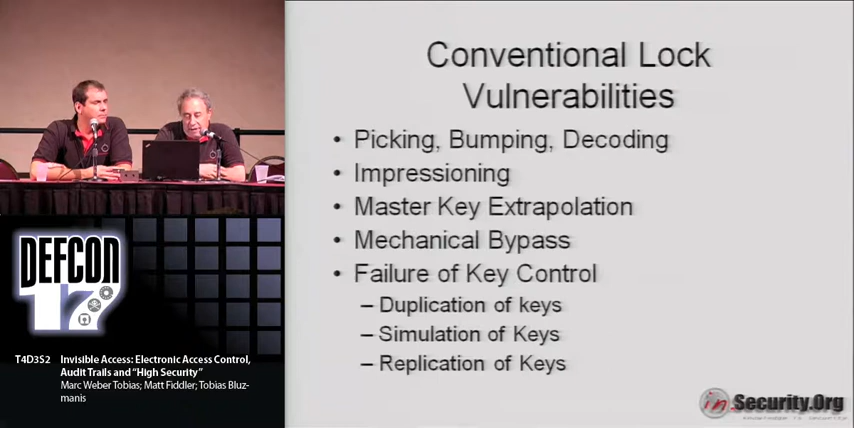 Conventional Lock
Vulnerabilities
• Picking, Bumping, Decoding
• Impressioning
• Master Key Extrapolation
• Mechanical Bypass
• Failure of Key Control
– Duplication of keys
– Simulation of Keys
– Replication of Keys
DEFCON
17
T4D3S2 Invisible Access: Electronic Access Control,
Audit Trails and “High Security”
Marc Weber Tobias; Matt Fiddler; Tobias Bluz-
manis
in.Security.Org